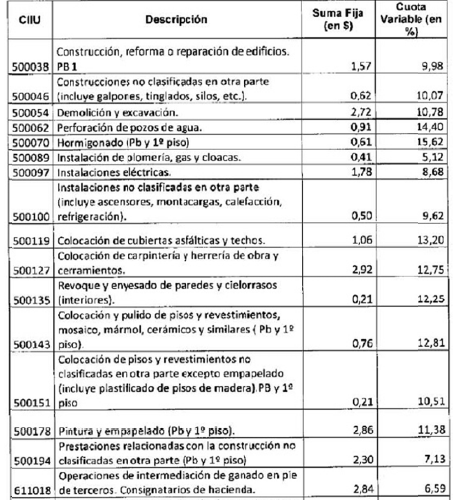 CIIU Descripción Suma Fija (en $) Cuota Variable (en %)
Construcción, reforma o reparación de edificios.
500038 PB 1 1,57 9,98
Construcciones no clasificadas en otra parte
500046 (incluye galpones, tinglados, silos, etc.). 0,62 10,07
500054 Demolición y excavación. 2,72 10,78
500062 Perforación de pozos de agua. 0,91 14,40
500070 Hormigonado (Pb y 1º piso) 0,61 15,62
500089 Instalación de plomería, gas y cloacas. 0,41 5,12
500097 Instalaciones eléctricas. 1,78 8,68
Instalaciones no clasificadas en otra parte
(incluye ascensores, montacargas, calefacción,
500100 refrigeración). 0,50 9,62
500119 Colocación de cubiertas asfálticas y techos. 1,06 13,20
Colocación de carpintería y herrería de obra y
500127 cerramientos. 2,92 12,75
Revoque y enyesado de paredes y cielorrasos
500135 (interiores). 0,21 12,25
Colocación y pulido de pisos y revestimientos,
mosaico, mármol, cerámicos y similares ( Pb y 1º
500143 piso). 0,76 12,81
Colocación de pisos y revestimientos no
clasificadas en otra parte excepto empapelado
(incluye plastificado de pisos de madera).PB y 1º
500151 piso 0,21 10,51
500178 Pintura y empapelado (Pb y 1º piso). 2,86 11,38
Prestaciones relacionadas con la construcción no
500194 clasificadas en otra parte (Pb y 1º piso) 2,30 7,13
Operaciones de intermediación de ganado en pie
611018 de terceros. Consignatarios de hacienda. 2,84 6,59